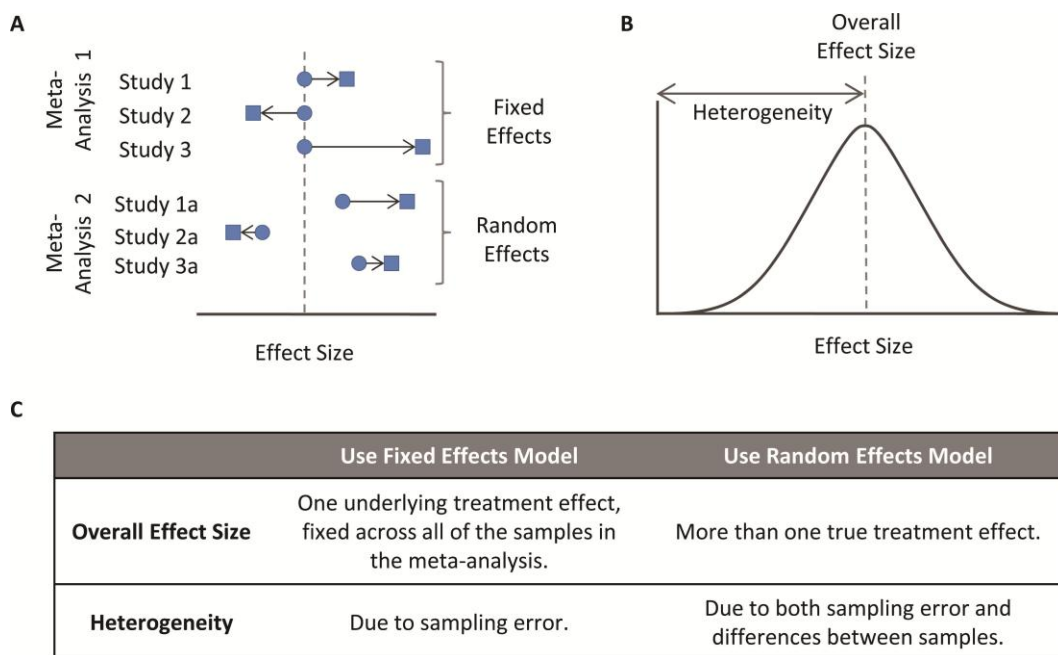 A
Meta-
Analysis 1
Study 1
Study 2
Study 3
Fixed
Effects
Meta-
Analysis 2
Study 1a
Study 2a
Study 3a
Random
Effects
Effect Size
B
Overall
Effect Size
Heterogeneity
Effect Size
C
Use Fixed Effects Model
Use Random Effects Model
Overall Effect Size
One underlying treatment effect,
fixed across all of the samples in
the meta-analysis.
More than one true treatment effect.
Heterogeneity
Due to sampling error.
Due to both sampling error and
differences between samples.